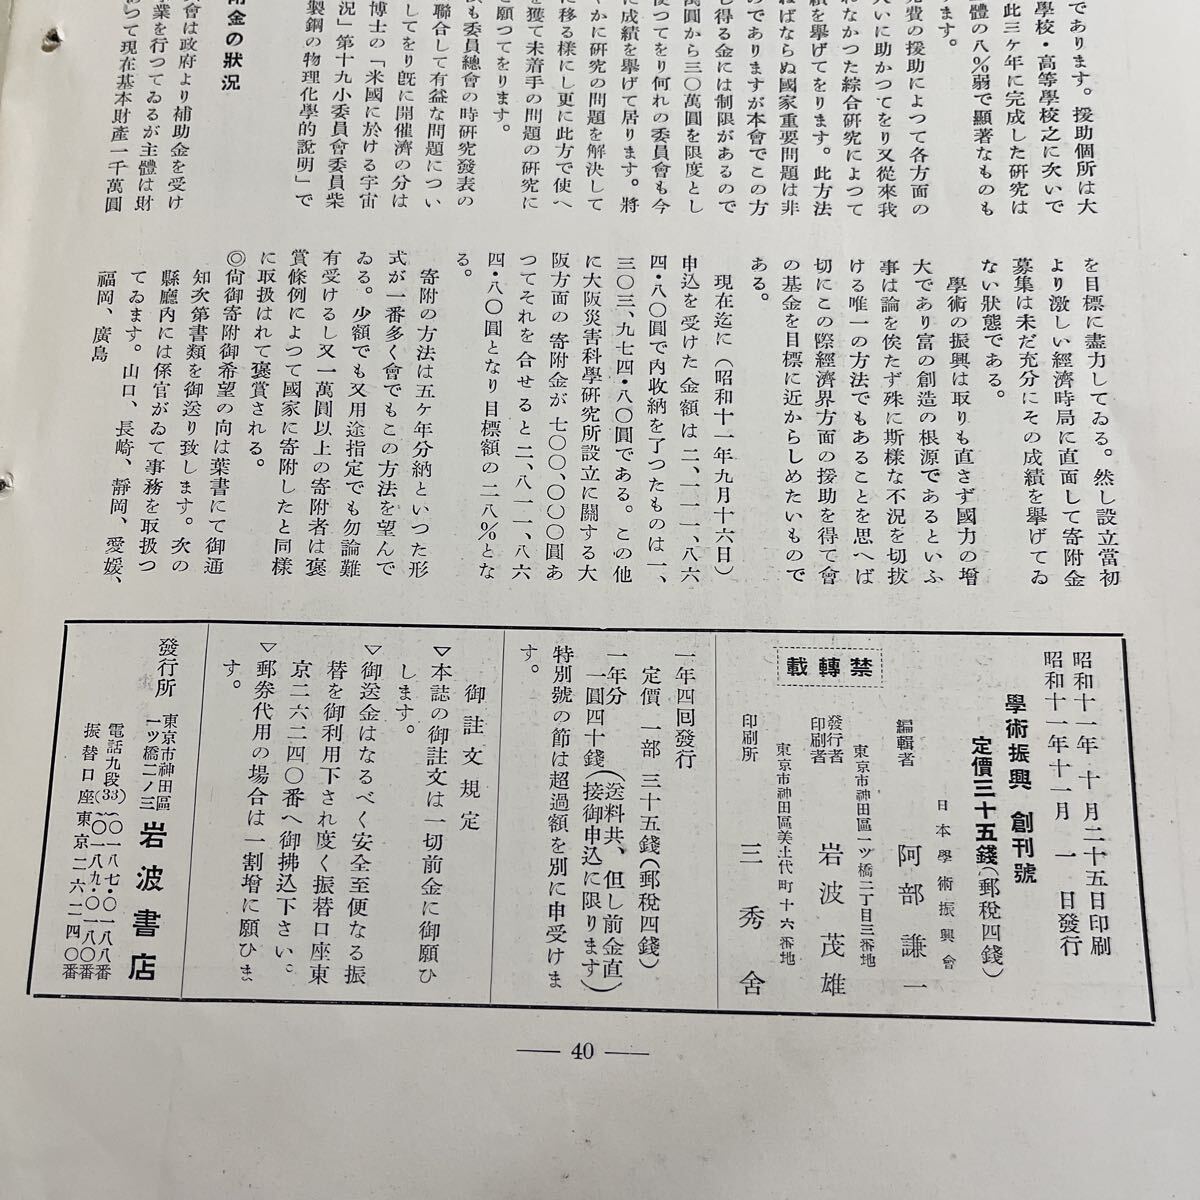 であります。援助個所は大
學校・高等學校之に次いで
此三ケ年に完成した研究は
體の八%弱で顯著なものも
ます。
費の援助によつて各方面の
大いに助かつてをり又從來我
れなかつた綜合研究によつて
績を擧げてをります。此方法
ねばならぬ國家重要問題は非
のでありますが本會でこの方
し得る金には制限があるので
萬圓から三〇萬圓を限度とし
使つてをり何れの委員會も今
に成績を擧げて居ります。將
やかに研究の問題を解決して
に移る樣にし更に此方で使へ
を獲て未着手の問題の研究に
を願つてをります。
も委員總會の時研究發表の
聯合して有益な問題につい
してをり既に開催濟の分は
博士の「米國に於ける宇宙
況」第十九小委員會委員柴
製鋼の物理化學的說明」で
附金の狀況
會は政府より補助金を受け
業を行つてゐるが主體は財
つて現在基本財產一千萬圓
を目標に盡力してゐる。然し設立當初
より激しい經濟時局に直面して寄附金
募集は未だ充分にその成績を擧げてゐ
ない狀態である。
學術の振興は取りも直さず國力の增
大であり富の創造の根源であるといふ
事は論を俟たず殊に斯樣な不況を切拔
ける唯一の方法でもあることを思へば
切にこの際經濟界方面の援助を得て會
の基金を目標に近からしめたいもので
ある。
現在迄に(昭和十一年九月十六日)
申込を受けた金額は二、一一一、八六
四・八〇圓で內收納を了つたものは一、
三〇三、九七四・八〇圓である。この他
に大阪災害科學研究所設立に關する大
阪方面の寄附金が七〇〇、〇〇〇圓あ
つてそれを合せると二、八一一、八六
四・八〇圓となり目標額の二八%とな
る。
寄附の方法は五ケ年分納といつた形
式が一番多く會でもこの方法を望んで
ゐる。少額でも又用途指定でも勿論難
有受けるし又一萬圓以上の寄附者は褒
賞條例によつて國家に寄附したと同樣
に取扱はれて褒賞される。
◎尙御寄附御希望の向は葉書にて御通
知次第書類を御送り致します。次の
縣廳內には係官がゐて事務を取扱つ
てゐます。山口、長崎、靜岡、愛媛、
福岡、廣島
昭和十一年十月二十五日印刷
昭和十一年十一月一日發行
學術振興 創刊號
定價三十五錢(郵稅四錢)
日本學術振興會
編輯者 阿部謙一
東京市神田區一ツ橋二丁目三番地
發行者
印刷者 岩波茂雄
東京市神田區美土代町十六番地
印刷所 三秀舍
禁轉載
一年四回發行
定價 一部 三十五錢(郵稅四錢)
一年分 一圓四十錢(送料共、但し前金直接御申込に限ります)
特別號の節は超過額を別に申受けま
す。
御註文規定
▽本誌の御註文は一切前金に御願ひ
します。
▽御送金はなるべく安全至便なる振
替を御利用下され度く振替口座東
京二六二四〇番へ御拂込下さい。
▽郵券代用の場合は一割增に願ひま
す。
發行所
東京市神田區
一ツ橋二ノ三
岩波書店
電話九段(33)〇一八七・〇一八八番
〇一八九・〇一八〇番
振替口座東京二六二四〇番
— 40 —